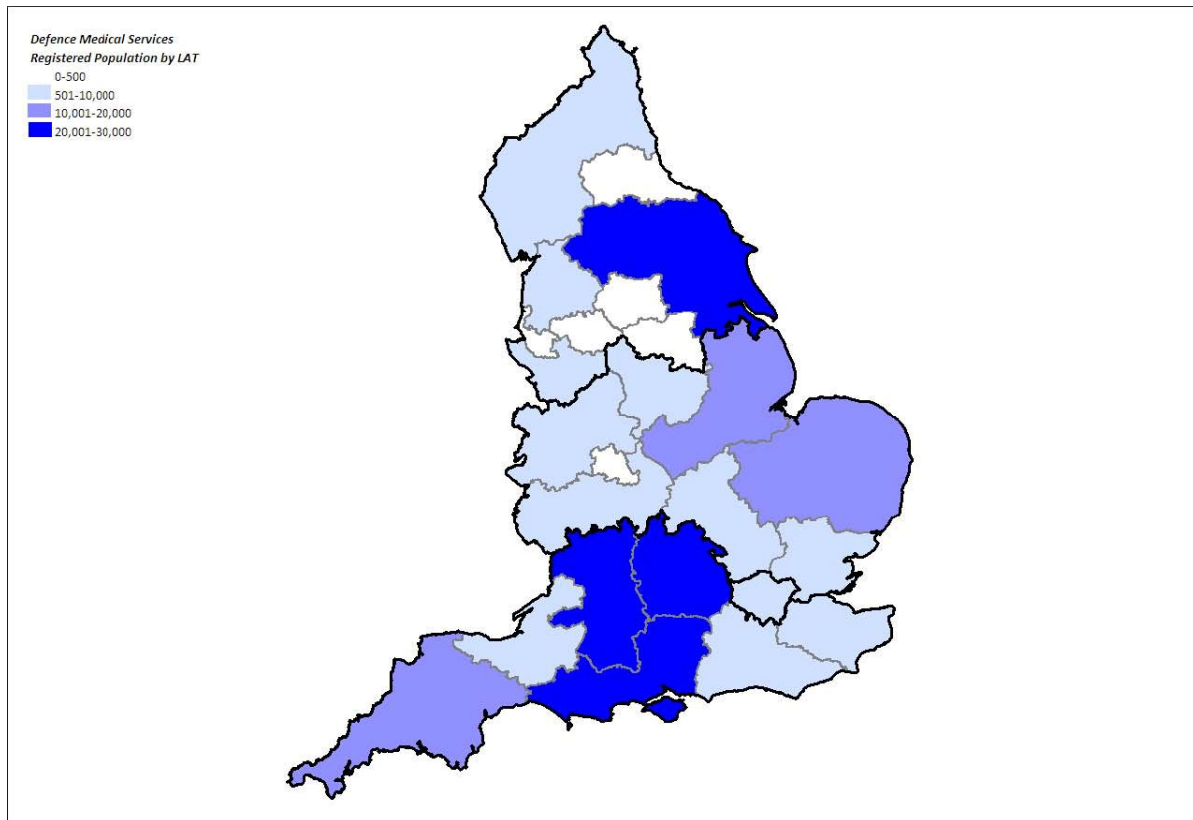 Defence Medical Services
Registered Population by LAT
0-500
501-10,000
10,001-20,000
20,001-30,000